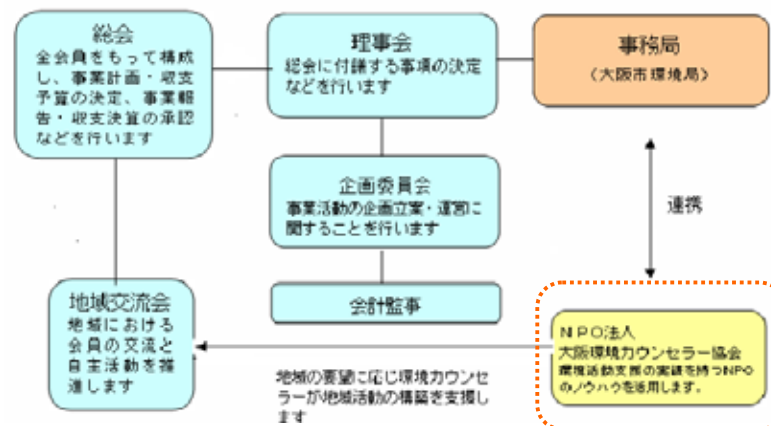 総会
全会員をもって構成
し、事業計画・収支
予算の決定、事業報
告・収支決算の承認
などを行います
理事会
総会に付議する事項の決定
などを行います
事務局
（大阪市環境局）
企画委員会
事業活動の企画立案・運営に
関することを行います
連携
会計監事
地域交流会
地域における
会員の交流と
自主活動を推
進します
地域の要望に応じ環境カウンセ
ラーが地域活動の構築を支援し
ます
NPO法人
大阪環境カウンセラー協会
環境活動支援の実績を持つNPO
のノウハウを活用します。